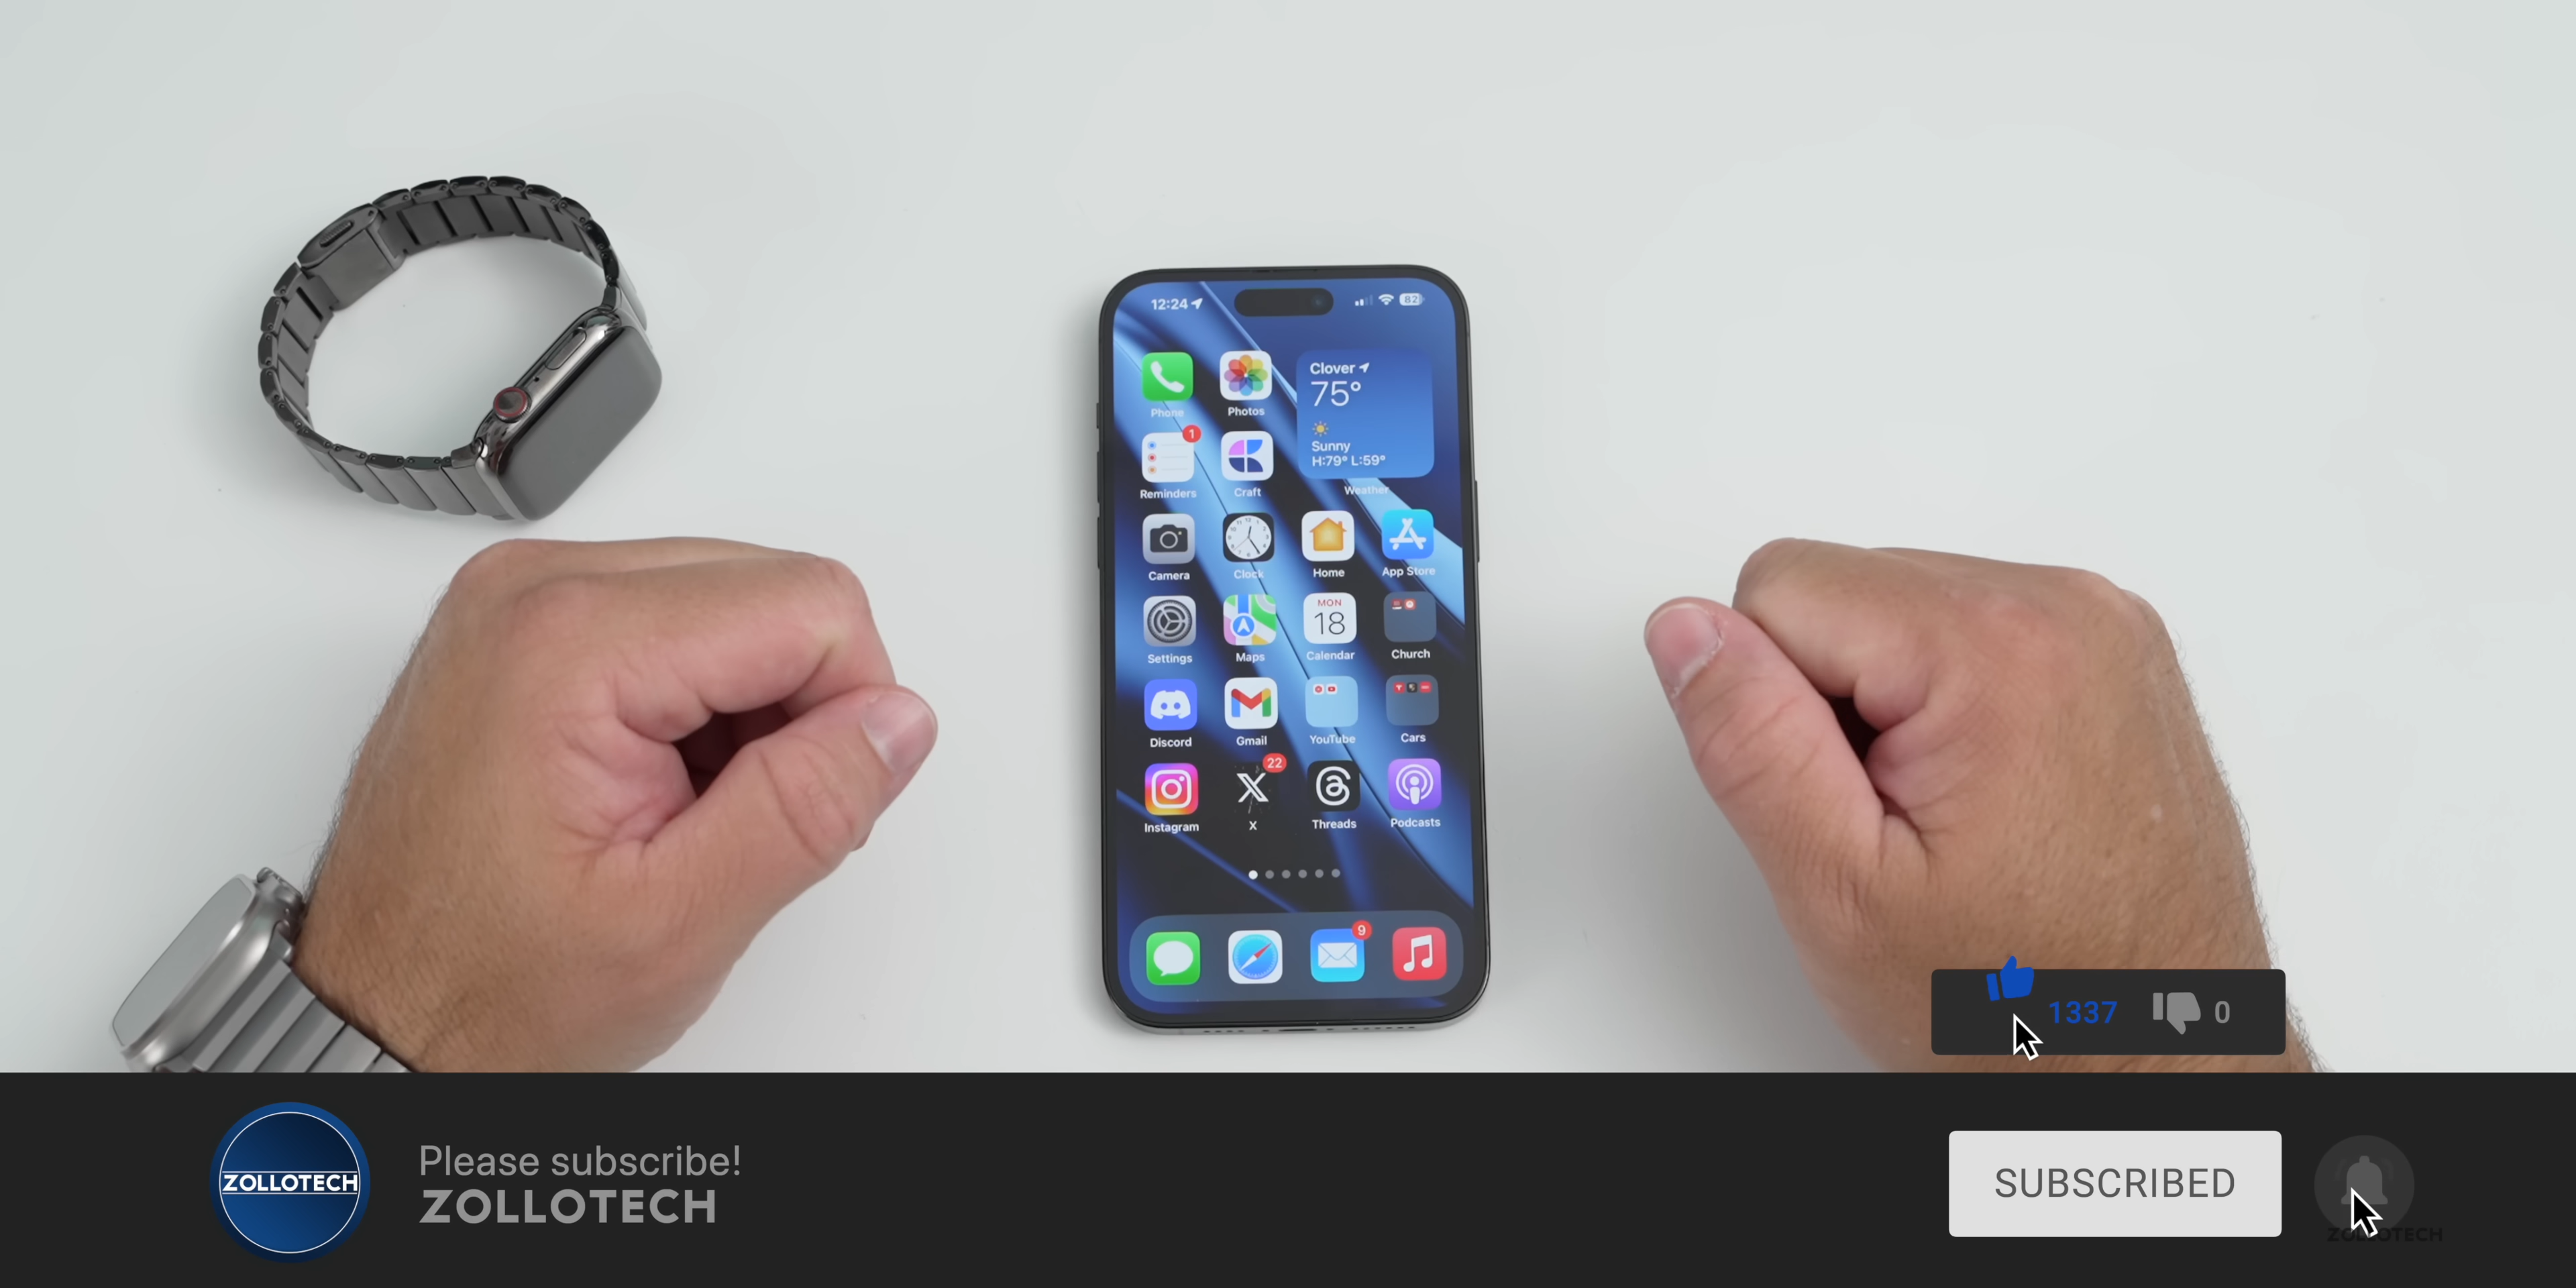 12:24
82
Clover
75°
Sunny
H:79° L:59°
Phone
Photos
Weather
1
Reminders
Craft
Camera
Clock
Home
App Store
MON
18
Settings
Maps
Calendar
Church
Discord
Gmail
YouTube
Cars
22
Instagram
X
Threads
Podcasts
9
1337
0
ZOLLOTECH
Please subscribe!
ZOLLOTECH
SUBSCRIBED
ZOLLOTECH